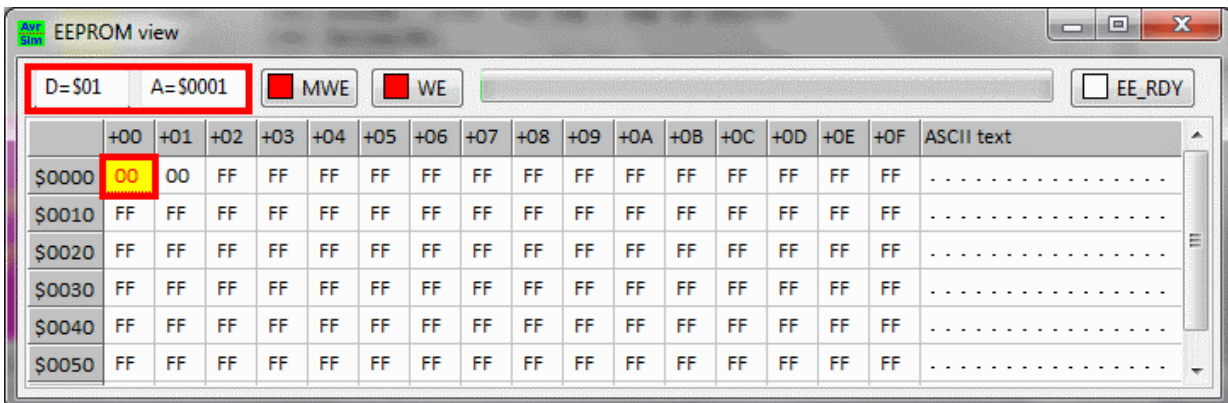 Avr Sim EEPROM view X
D=$01 A=$0001 MWE WE EE_RDY
+00 +01 +02 +03 +04 +05 +06 +07 +08 +09 +0A +0B +0C +0D +0E +0F ASCII text
$0000 00 00 FF FF FF FF FF FF FF FF FF FF FF FF FF FF . . . . . . . . . . . . . . . .
$0010 FF FF FF FF FF FF FF FF FF FF FF FF FF FF FF FF . . . . . . . . . . . . . . . .
$0020 FF FF FF FF FF FF FF FF FF FF FF FF FF FF FF FF . . . . . . . . . . . . . . . .
$0030 FF FF FF FF FF FF FF FF FF FF FF FF FF FF FF FF . . . . . . . . . . . . . . . .
$0040 FF FF FF FF FF FF FF FF FF FF FF FF FF FF FF FF . . . . . . . . . . . . . . . .
$0050 FF FF FF FF FF FF FF FF FF FF FF FF FF FF FF FF . . . . . . . . . . . . . . . .